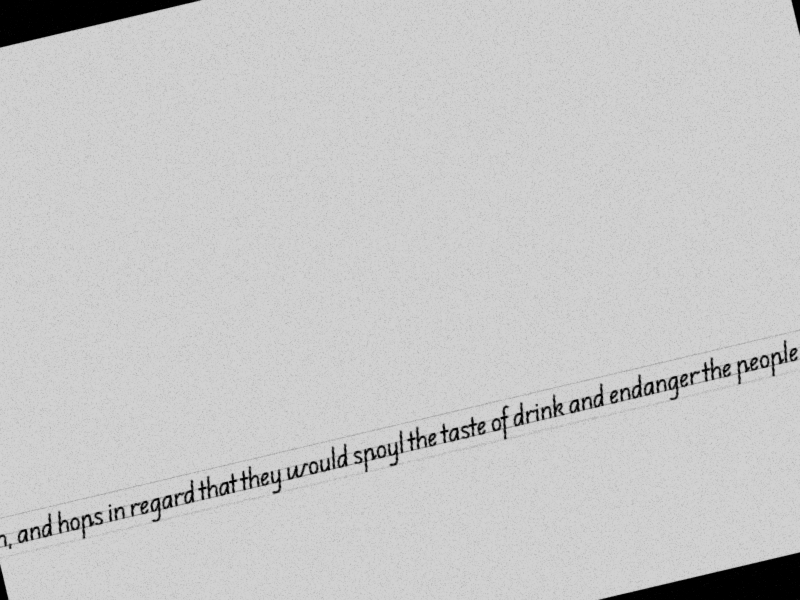 and hops in regard that they would spoyl the taste of drink and endanger the people